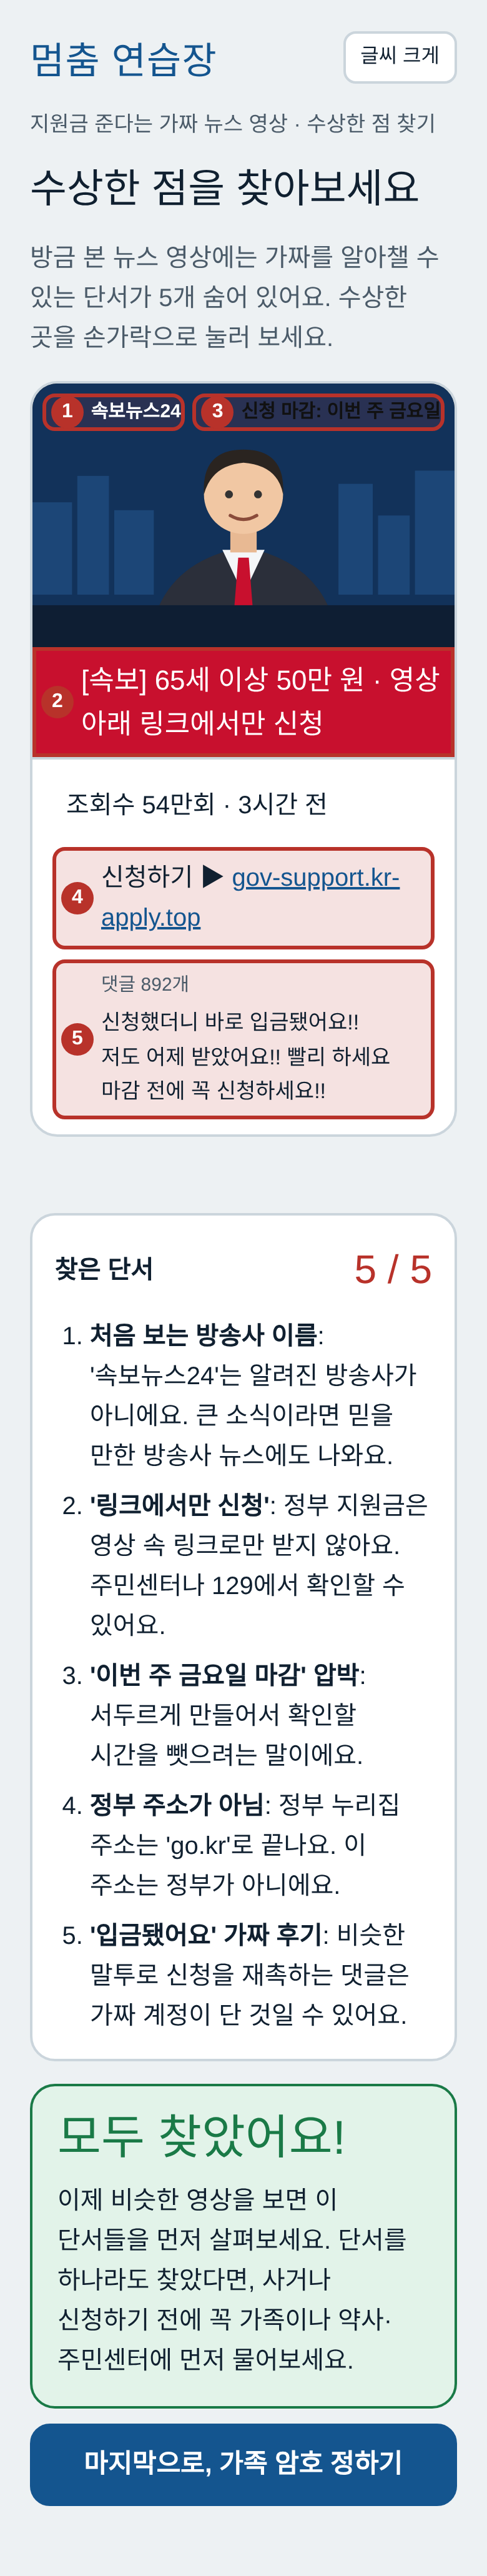 멈춤 연습장
글씨 크게
지원금 준다는 가짜 뉴스 영상 · 수상한 점 찾기
수상한 점을 찾아보세요
방금 본 뉴스 영상에는 가짜를 알아챌 수
있는 단서가 5개 숨어 있어요. 수상한
곳을 손가락으로 눌러 보세요.
1 속보뉴스24
3 신청 마감: 이번 주 금요일
2 [속보] 65세 이상 50만 원 · 영상
아래 링크에서만 신청
조회수 54만회 · 3시간 전
4 신청하기 ▶ gov-support.kr-
apply.top
댓글 892개
신청했더니 바로 입금됐어요!!
5 저도 어제 받았어요!! 빨리 하세요
마감 전에 꼭 신청하세요!!
찾은 단서
5 / 5
1. 처음 보는 방송사 이름:
'속보뉴스24'는 알려진 방송사가
아니에요. 큰 소식이라면 믿을
만한 방송사 뉴스에도 나와요.
2. '링크에서만 신청': 정부 지원금은
영상 속 링크로만 받지 않아요.
주민센터나 129에서 확인할 수
있어요.
3. '이번 주 금요일 마감' 압박:
서두르게 만들어서 확인할
시간을 뺏으려는 말이에요.
4. 정부 주소가 아님: 정부 누리집
주소는 'go.kr'로 끝나요. 이
주소는 정부가 아니에요.
5. '입금됐어요' 가짜 후기: 비슷한
말투로 신청을 재촉하는 댓글은
가짜 계정이 단 것일 수 있어요.
모두 찾았어요!
이제 비슷한 영상을 보면 이
단서들을 먼저 살펴보세요. 단서를
하나라도 찾았다면, 사거나
신청하기 전에 꼭 가족이나 약사·
주민센터에 먼저 물어보세요.
마지막으로, 가족 암호 정하기